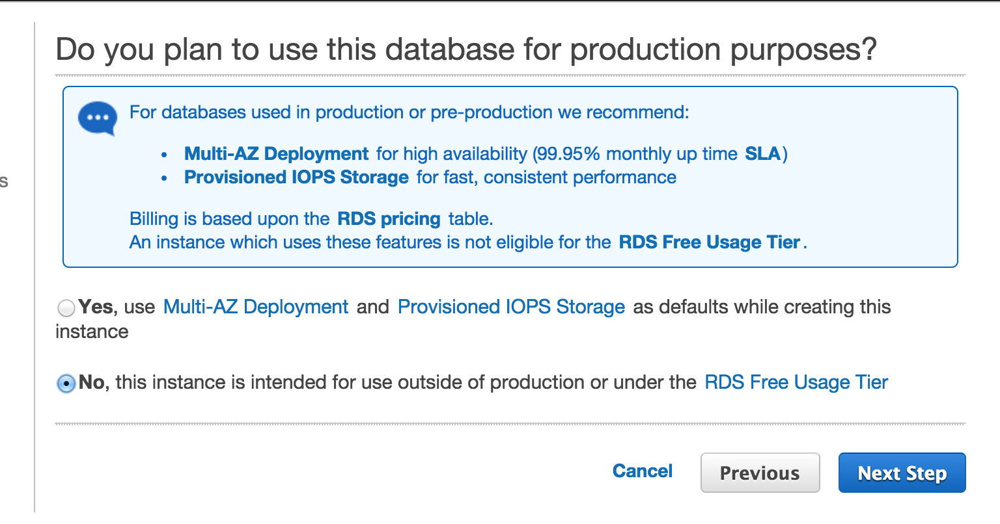 Do you plan to use this database for production purposes?
For databases used in production or pre-production we recommend:
• Multi-AZ Deployment for high availability (99.95% monthly up time SLA)
• Provisioned IOPS Storage for fast, consistent performance
Billing is based upon the RDS pricing table.
An instance which uses these features is not eligible for the RDS Free Usage Tier.
s
Yes, use Multi-AZ Deployment and Provisioned IOPS Storage as defaults while creating this
instance
No, this instance is intended for use outside of production or under the RDS Free Usage Tier
Cancel Previous Next Step